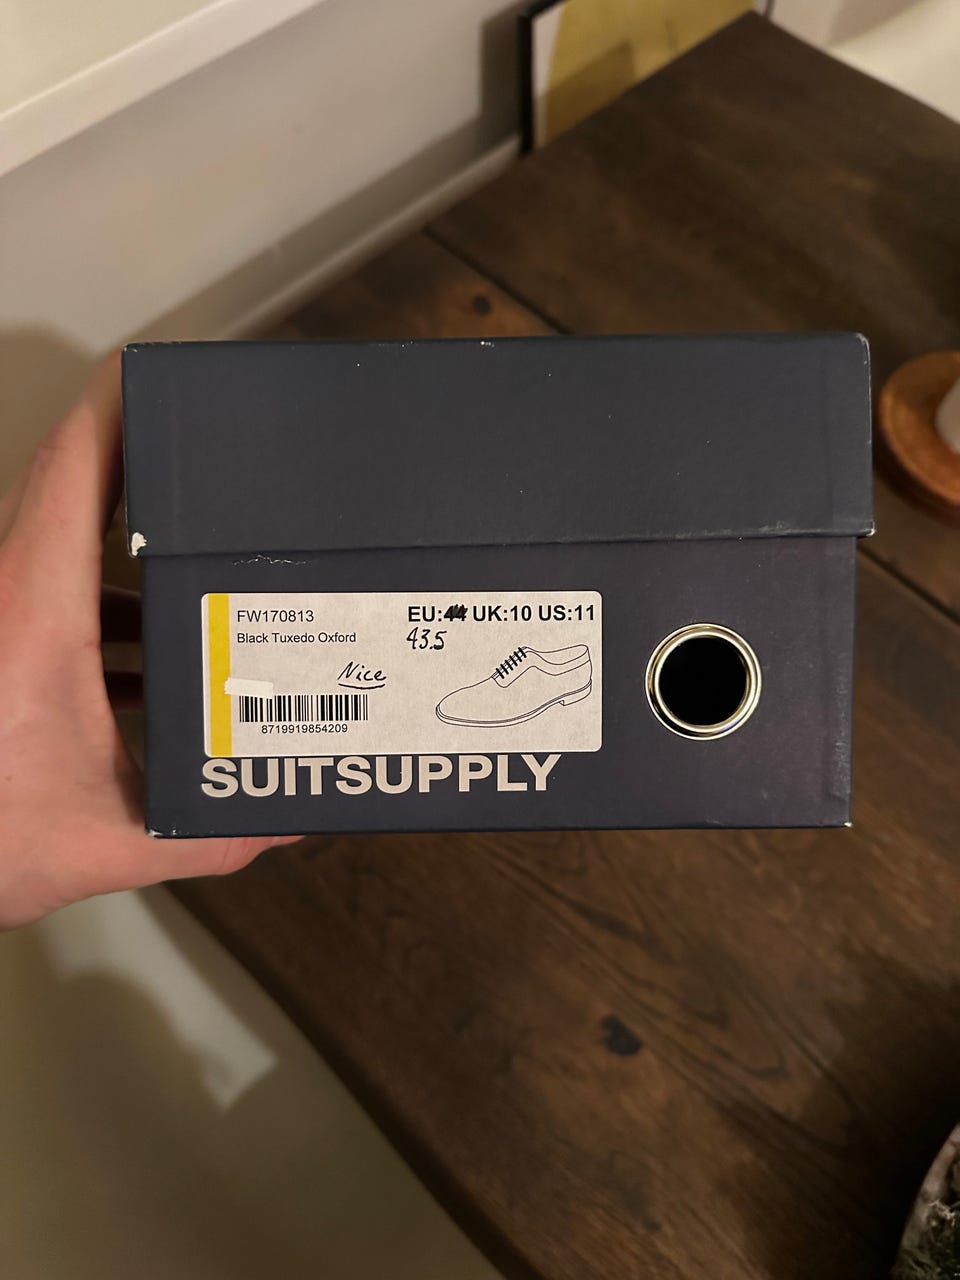 FW170813
Black Tuxedo Oxford
EU:44 UK:10 US:11
43.5
Nice
8719919854209
SUITSUPPLY